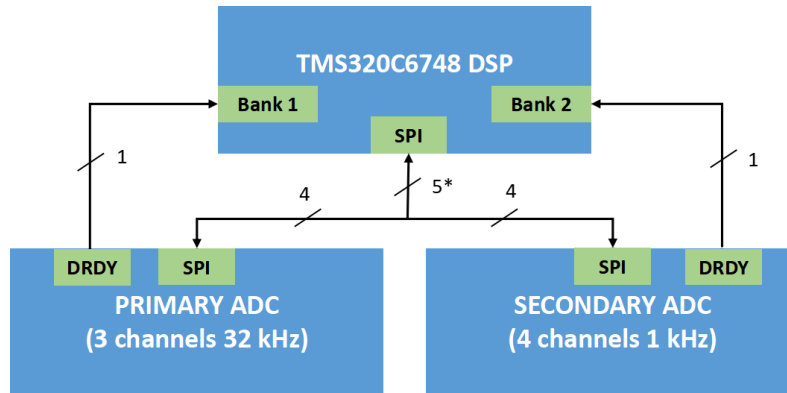 TMS320C6748 DSP
Bank 1
Bank 2
SPI
1
1
4
5*
4
DRDY
SPI
SPI
DRDY
PRIMARY ADC
(3 channels 32 kHz)
SECONDARY ADC
(4 channels 1 kHz)